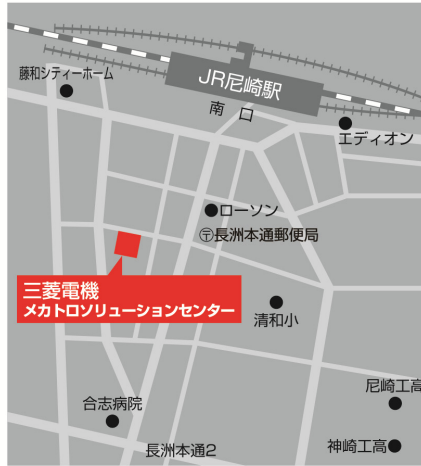 JR尼崎駅
藤和シティーホーム
南口
エディオン
ローソン
〶長洲本通郵便局
三菱電機
メカトロソリューションセンター
清和小
尼崎工高
合志病院
神崎工高
長洲本通2